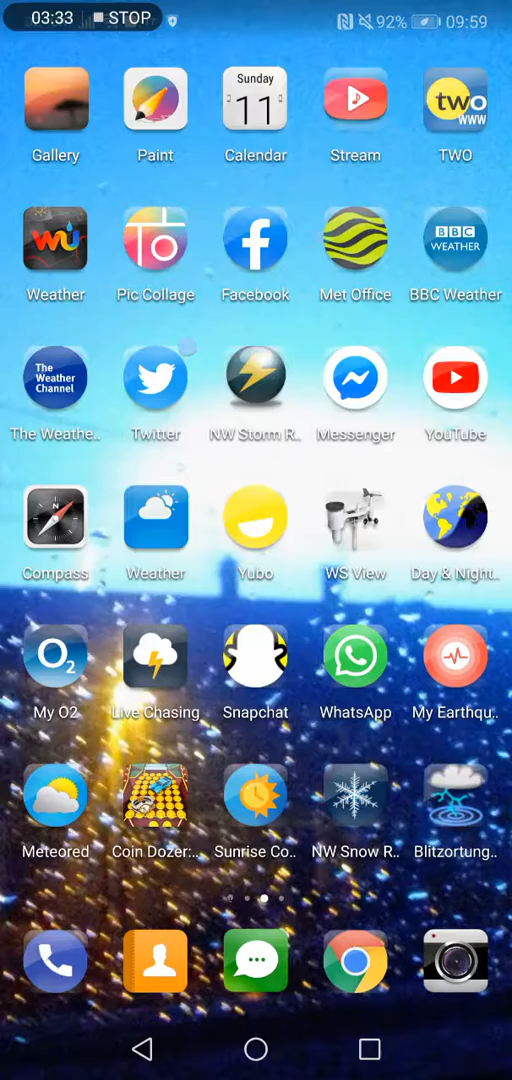 03:33 STOP 92% 09:59
Sunday
11
two
www
Gallery Paint Calendar Stream TWO
wu
BBC
WEATHER
Weather Pic Collage Facebook Met Office BBC Weather
The
Weather
Channel
The Weathe.. Twitter NW Storm R.. Messenger YouTube
N
Compass Weather Yubo WS View Day & Night..
O2
My O2 Live Chasing Snapchat WhatsApp My Earthqu..
Meteored Coin Dozer:.. Sunrise Co.. NW Snow R.. Blitzortung..